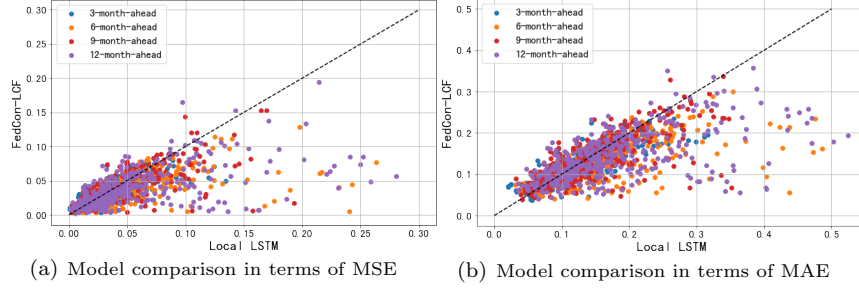 3-month-ahead
6-month-ahead
9-month-ahead
12-month-ahead
0.30
0.25
0.20
0.15
0.10
0.05
0.00
FedCon-LCF
0.00 0.05 0.10 0.15 0.20 0.25 0.30
Local LSTM
(a) Model comparison in terms of MSE
3-month-ahead
6-month-ahead
9-month-ahead
12-month-ahead
0.5
0.4
0.3
0.2
0.1
0.0
FedCon-LCF
0.0 0.1 0.2 0.3 0.4 0.5
Local LSTM
(b) Model comparison in terms of MAE